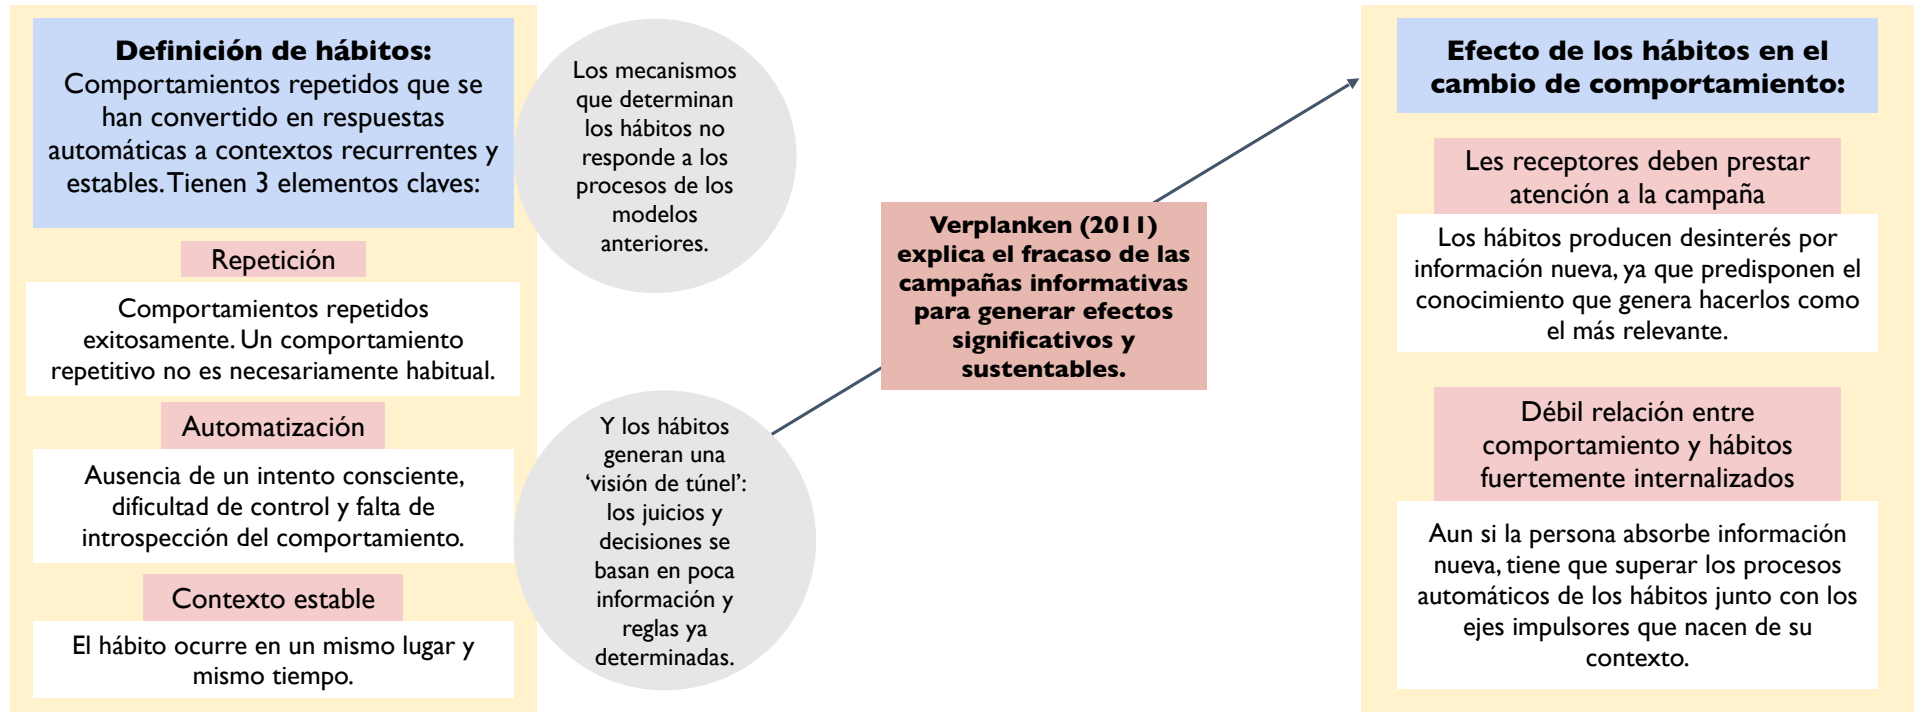 Definición de hábitos:
Comportamientos repetidos que se
han convertido en respuestas
automáticas a contextos recurrentes y
estables. Tienen 3 elementos claves:
Repetición
Comportamientos repetidos
exitosamente. Un comportamiento
repetitivo no es necesariamente habitual.
Automatización
Ausencia de un intento consciente,
dificultad de control y falta de
introspección del comportamiento.
Contexto estable
El hábito ocurre en un mismo lugar y
mismo tiempo.
Los mecanismos
que determinan
los hábitos no
responde a los
procesos de los
modelos
anteriores.
Y los hábitos
generan una
‘visión de túnel’:
los juicios y
decisiones se
basan en poca
información y
reglas ya
determinadas.
Verplanken (2011)
explica el fracaso de las
campañas informativas
para generar efectos
significativos y
sustentables.
Efecto de los hábitos en el
cambio de comportamiento:
Les receptores deben prestar
atención a la campaña
Los hábitos producen desinterés por
información nueva, ya que predisponen el
conocimiento que genera hacerlos como
el más relevante.
Débil relación entre
comportamiento y hábitos
fuertemente internalizados
Aun si la persona absorbe información
nueva, tiene que superar los procesos
automáticos de los hábitos junto con los
ejes impulsores que nacen de su
contexto.